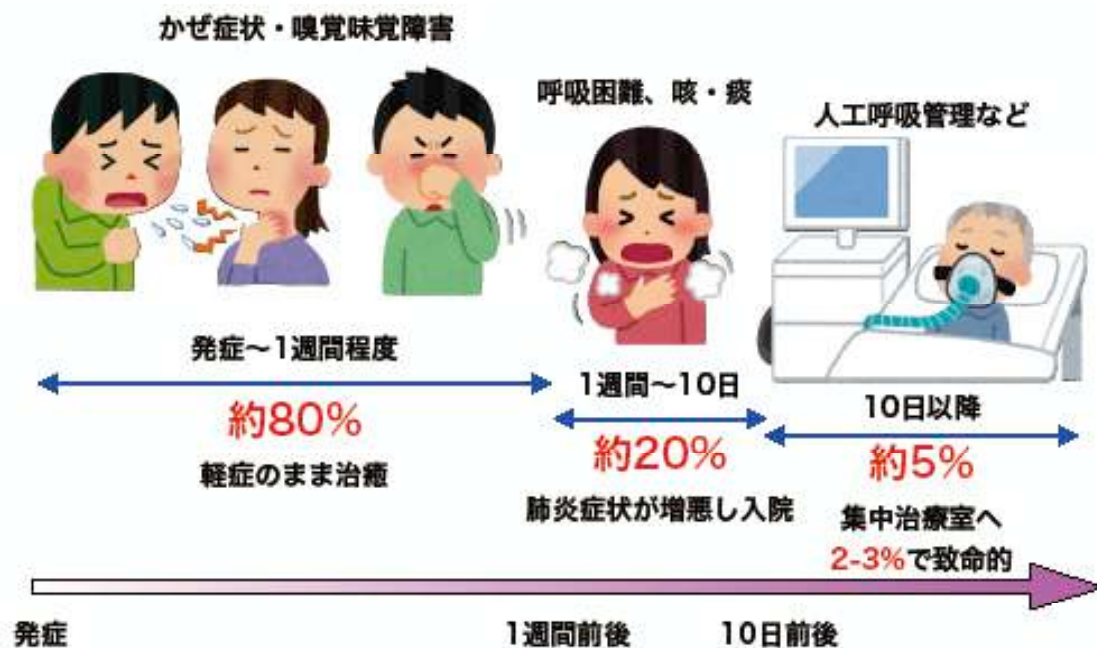 かぜ症状・嗅覚味覚障害
呼吸困難、咳・痰
人工呼吸管理など
発症〜1週間程度
約80%
軽症のまま治癒
1週間〜10日
約20%
肺炎症状が増悪し入院
10日以降
約5%
集中治療室へ
2-3%で致命的
発症
1週間前後
10日前後